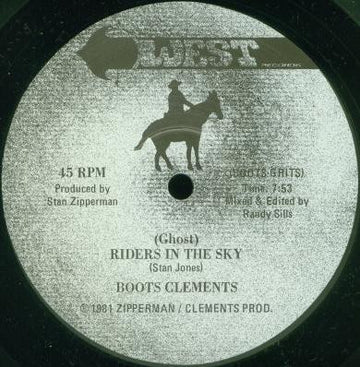 WEST
RECORDS
45 RPM
Produced by
Stan Zipperman
(BOOTS GRITS)
Time. 7:53
Mixed & Edited by
Randy Sills
(Ghost)
RIDERS IN THE SKY
(Stan Jones)
BOOTS CLEMENTS
©1981 ZIPPERMAN / CLEMENTS PROD.